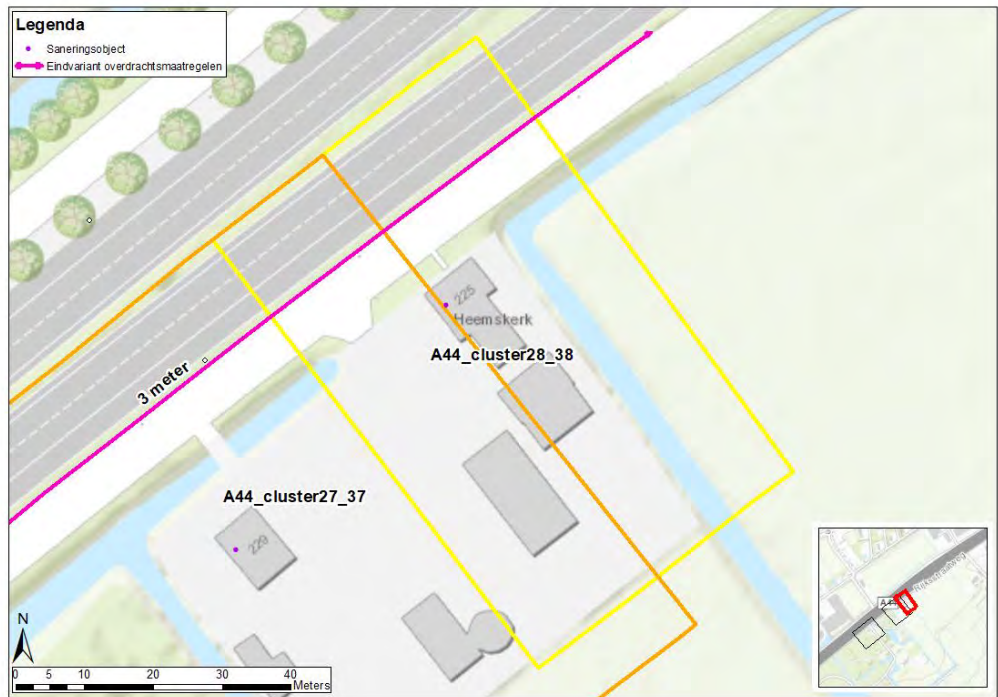 Legenda
Saneringsobject
Eindvariant overdrachtsmaatregelen
225
Heemskerk
A44_cluster28_38
3 meter
A44_cluster27_37
229
N
0 5 10 20 30 40
Meters
A44
Rijksstraatweg